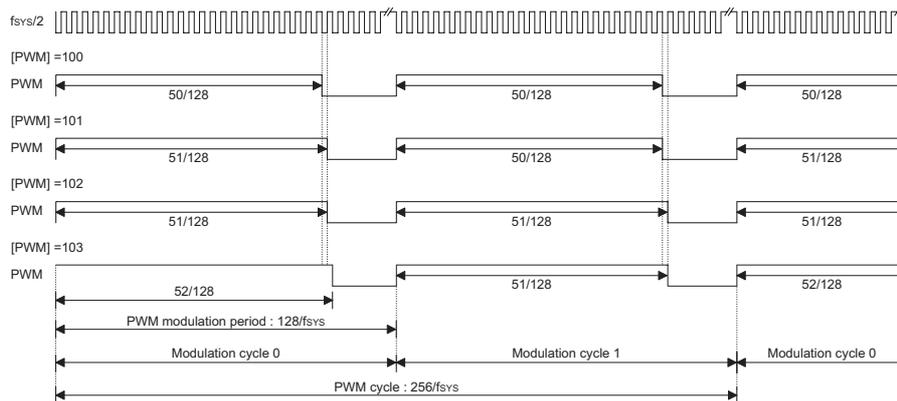 fSYS/2
[PWM] =100
PWM
50/128 50/128 50/128
[PWM] =101
PWM
51/128 50/128 51/128
[PWM] =102
PWM
51/128 51/128 51/128
[PWM] =103
PWM
52/128 51/128 52/128
PWM modulation period : 128/fSYS
Modulation cycle 0 Modulation cycle 1 Modulation cycle 0
PWM cycle : 256/fSYS